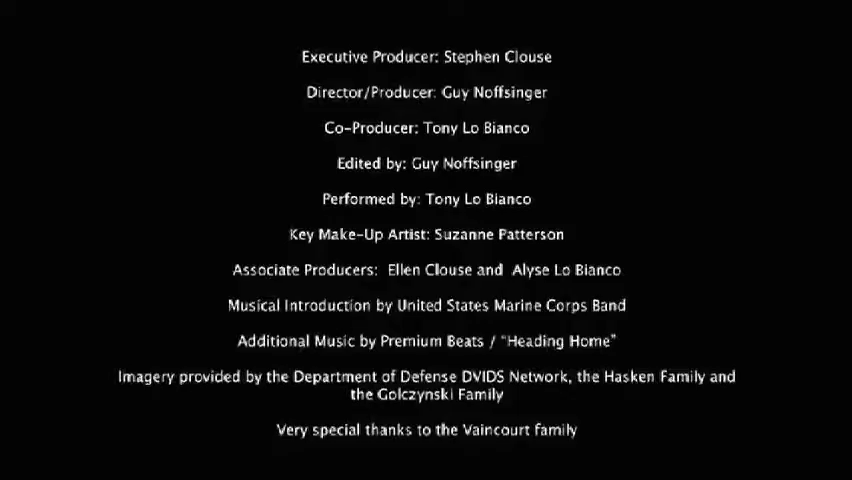 Executive Producer: Stephen Clouse
Director/Producer: Guy Noffsinger
Co-Producer: Tony Lo Bianco
Edited by: Guy Noffsinger
Performed by: Tony Lo Bianco
Key Make-Up Artist: Suzanne Patterson
Associate Producers:  Ellen Clouse and  Alyse Lo Bianco
Musical Introduction by United States Marine Corps Band
Additional Music by Premium Beats / “Heading Home”
Imagery provided by the Department of Defense DVIDS Network, the Hasken Family and
the Golczynski Family
Very special thanks to the Vaincourt family